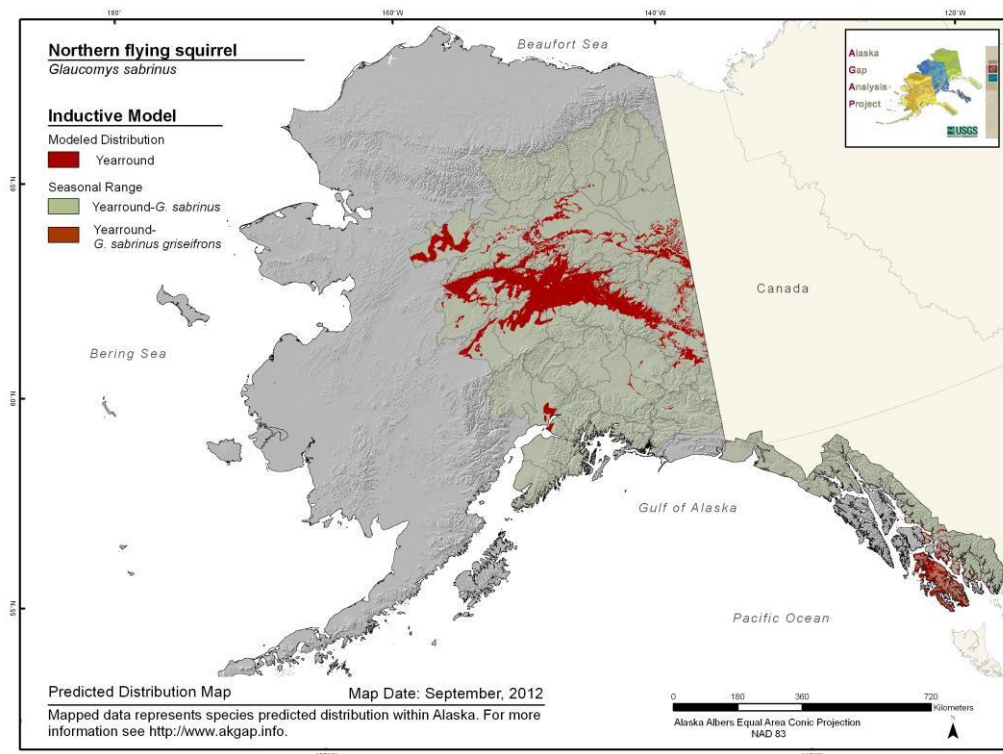 180°
160°W
140°W
120°W
Northern flying squirrel
Glaucomys sabrinus
Inductive Model
Modeled Distribution
Yearround
Seasonal Range
Yearround-G. sabrinus
Yearround-
G. sabrinus griseifrons
Beaufort Sea
Alaska
Gap
Analysis
Project
USGS
65°N
Canada
Bering Sea
60°N
Gulf of Alaska
55°N
Pacific Ocean
Predicted Distribution Map
Map Date: September, 2012
Mapped data represents species predicted distribution within Alaska. For more
information see http://www.akgap.info.
0 180 360 720
Kilometers
Alaska Albers Equal Area Conic Projection
NAD 83
N